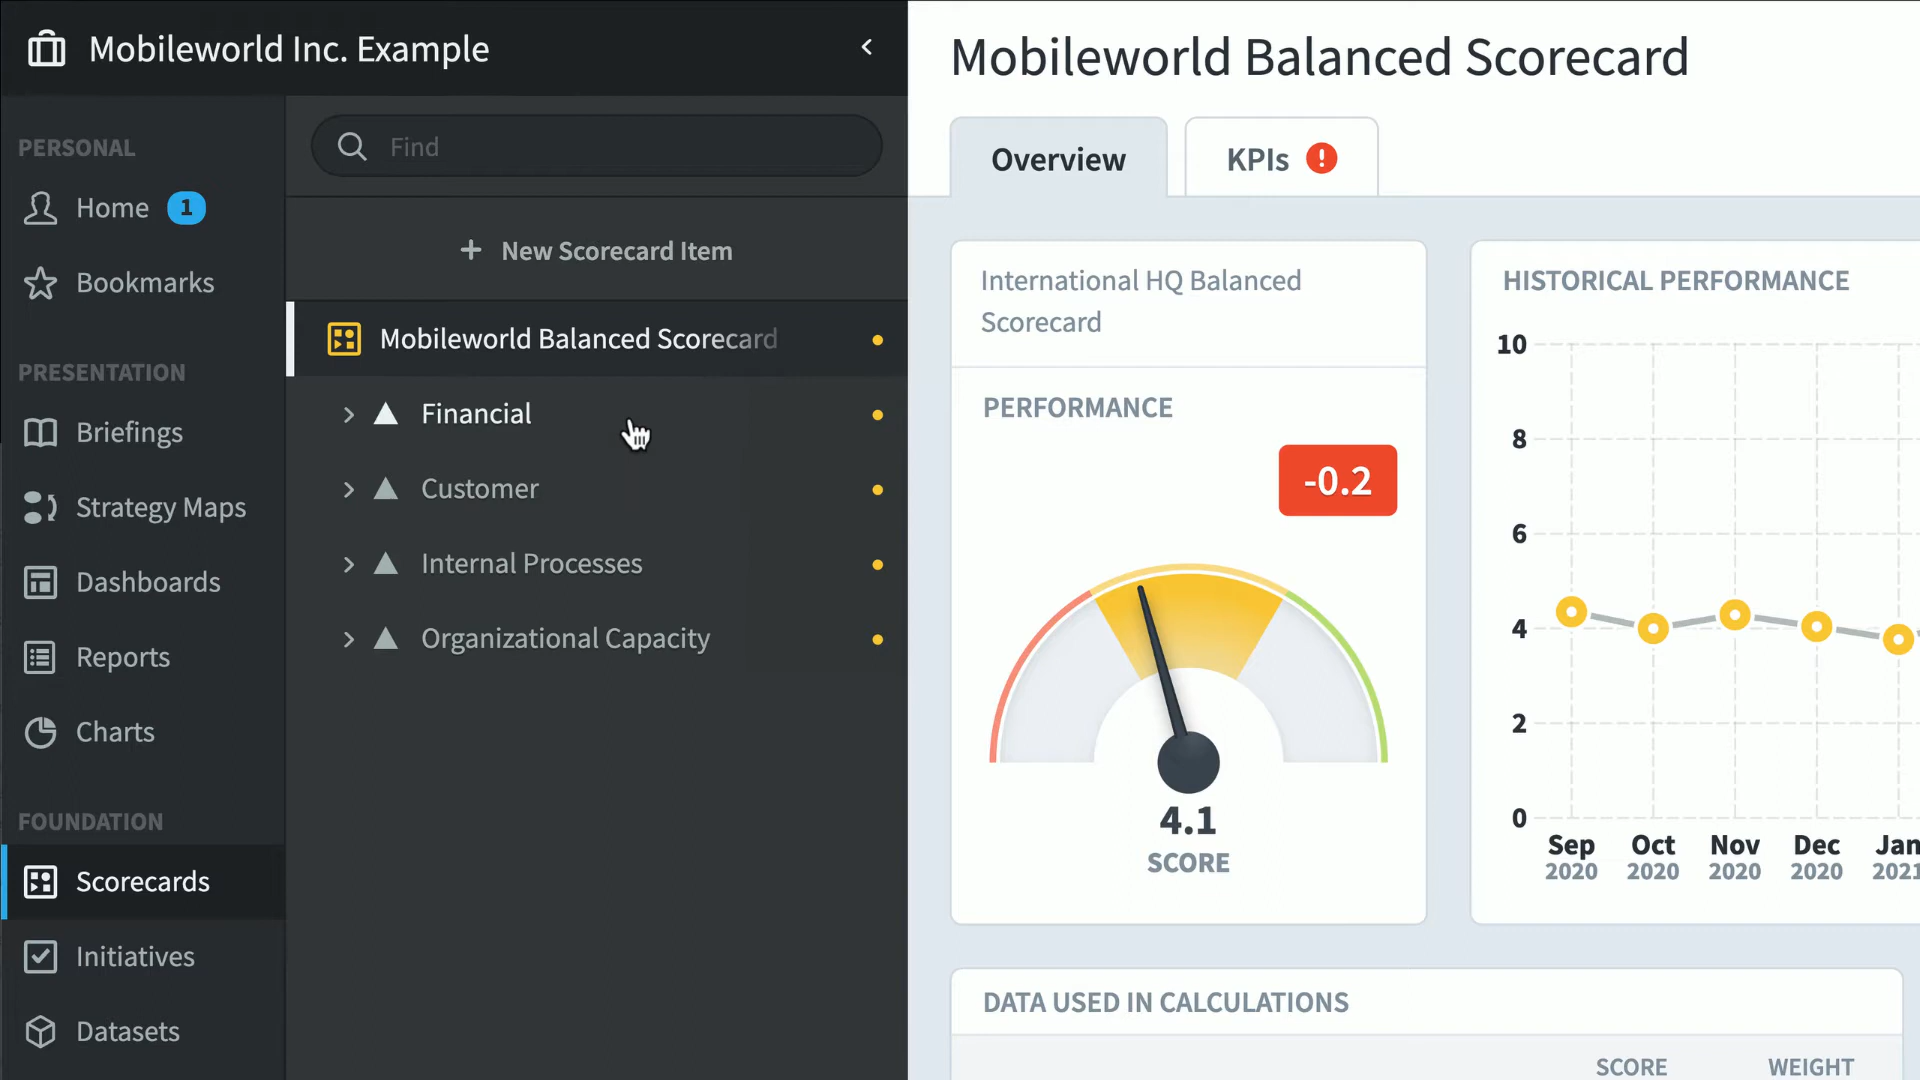 Mobileworld Inc. Example
PERSONAL
Home 1
Bookmarks
PRESENTATION
Briefings
Strategy Maps
Dashboards
Reports
Charts
FOUNDATION
Scorecards
Initiatives
Datasets
Find
+ New Scorecard Item
Mobileworld Balanced Scorecard
Financial
Customer
Internal Processes
Organizational Capacity
Mobileworld Balanced Scorecard
Overview
KPIs !
International HQ Balanced
Scorecard
PERFORMANCE
-0.2
4.1
SCORE
HISTORICAL PERFORMANCE
10
8
6
4
2
0
Sep Oct Nov Dec Jan
2020 2020 2020 2020 2021
DATA USED IN CALCULATIONS
SCORE WEIGHT